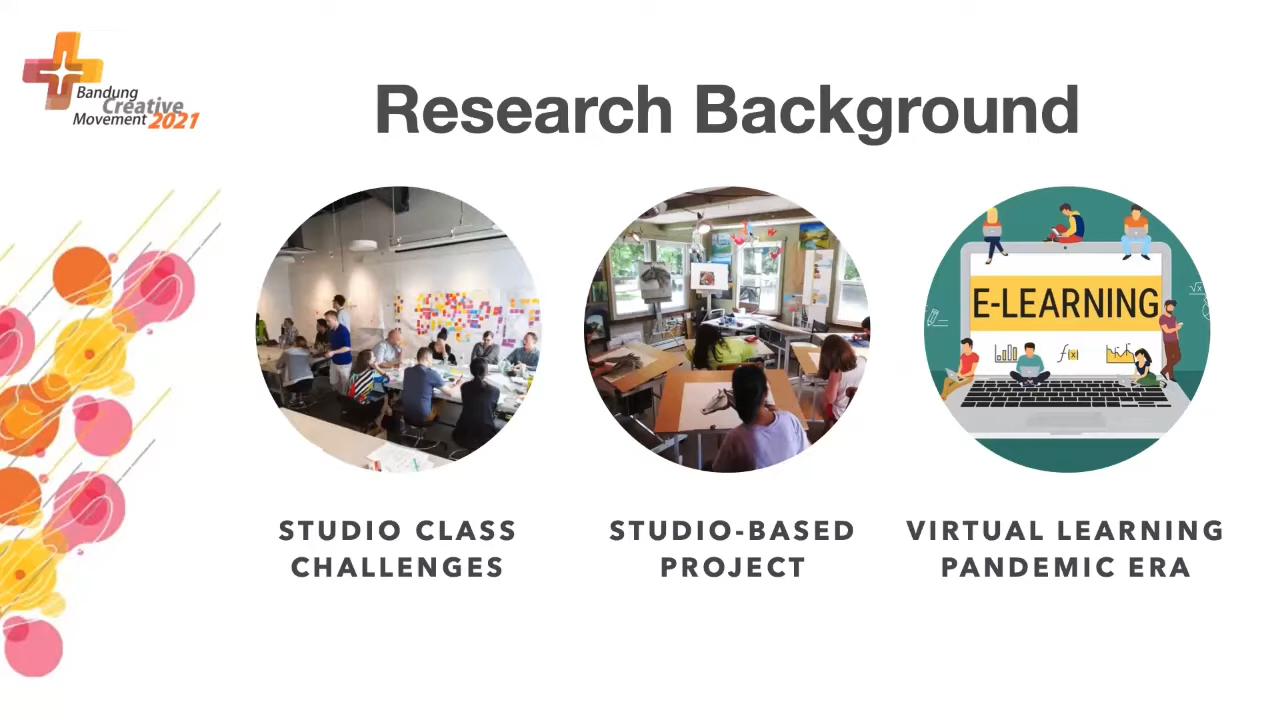 Bandung
Creative
Movement 2021
Research Background
E-LEARNING
f(x)
STUDIO CLASS
CHALLENGES
STUDIO-BASED
PROJECT
VIRTUAL LEARNING
PANDEMIC ERA